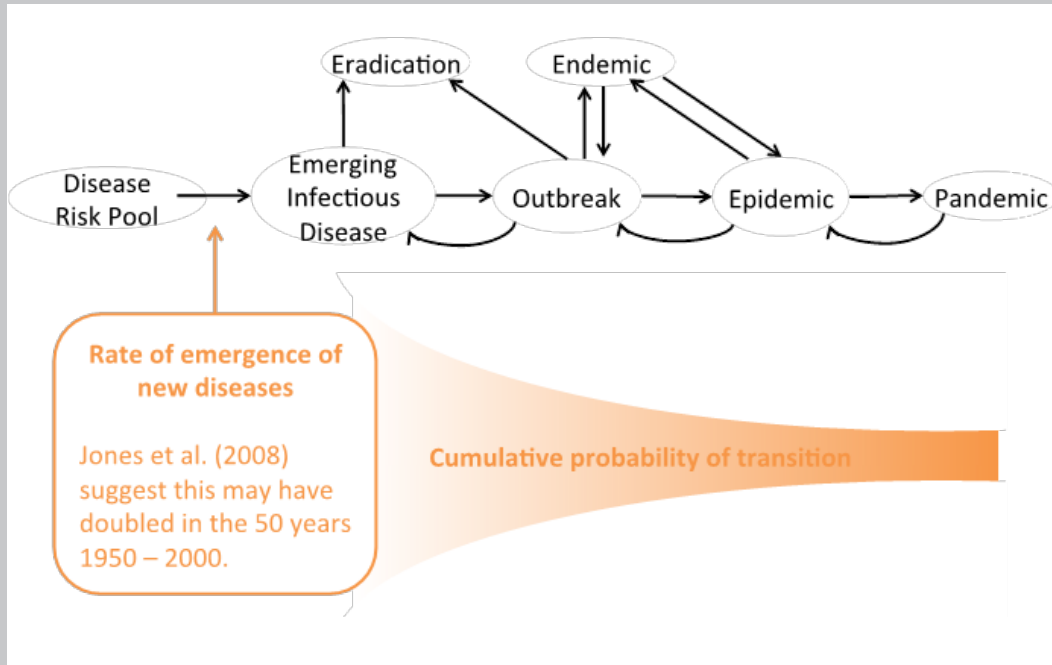 Eradication
Endemic
Disease
Risk Pool
Emerging
Infectious
Disease
Outbreak
Epidemic
Pandemic
Rate of emergence of
new diseases
Jones et al. (2008)
suggest this may have
doubled in the 50 years
1950 – 2000.
Cumulative probability of transition